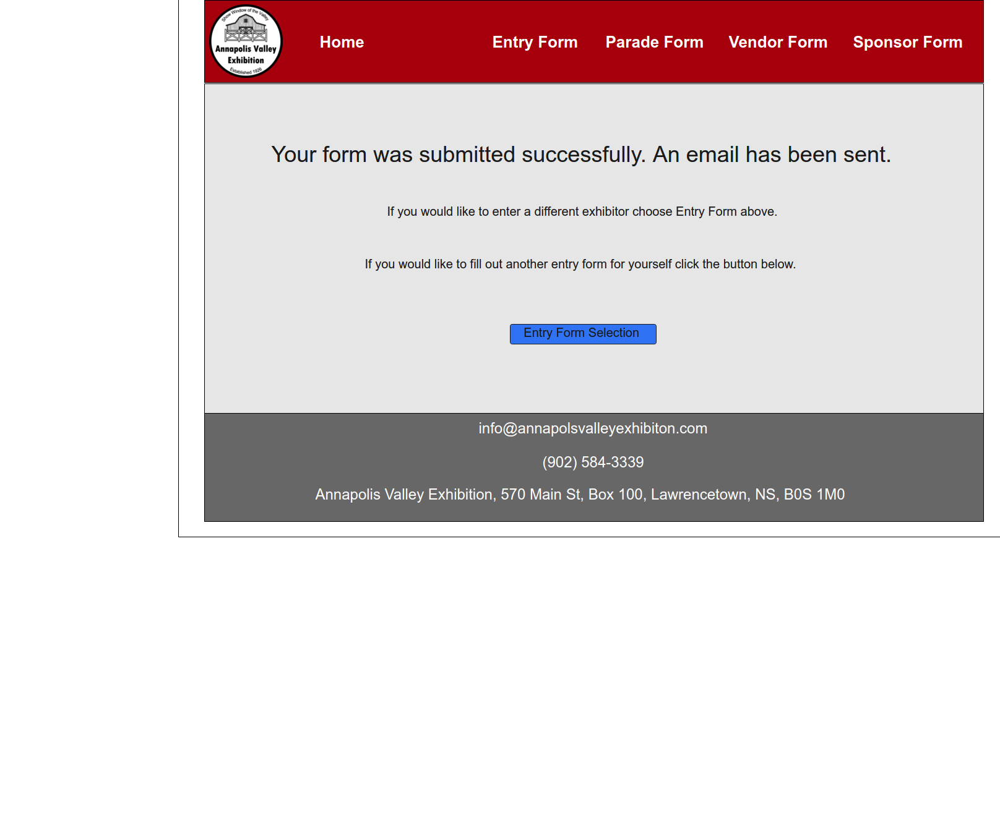 Show Window of the Valley
Annapolis Valley
Exhibition
Established 1926
Home
Entry Form
Parade Form
Vendor Form
Sponsor Form
Your form was submitted successfully. An email has been sent.
If you would like to enter a different exhibitor choose Entry Form above.
If you would like to fill out another entry form for yourself click the button below.
Entry Form Selection
info@annapolsvalleyexhibiton.com
(902) 584-3339
Annapolis Valley Exhibition, 570 Main St, Box 100, Lawrencetown, NS, B0S 1M0